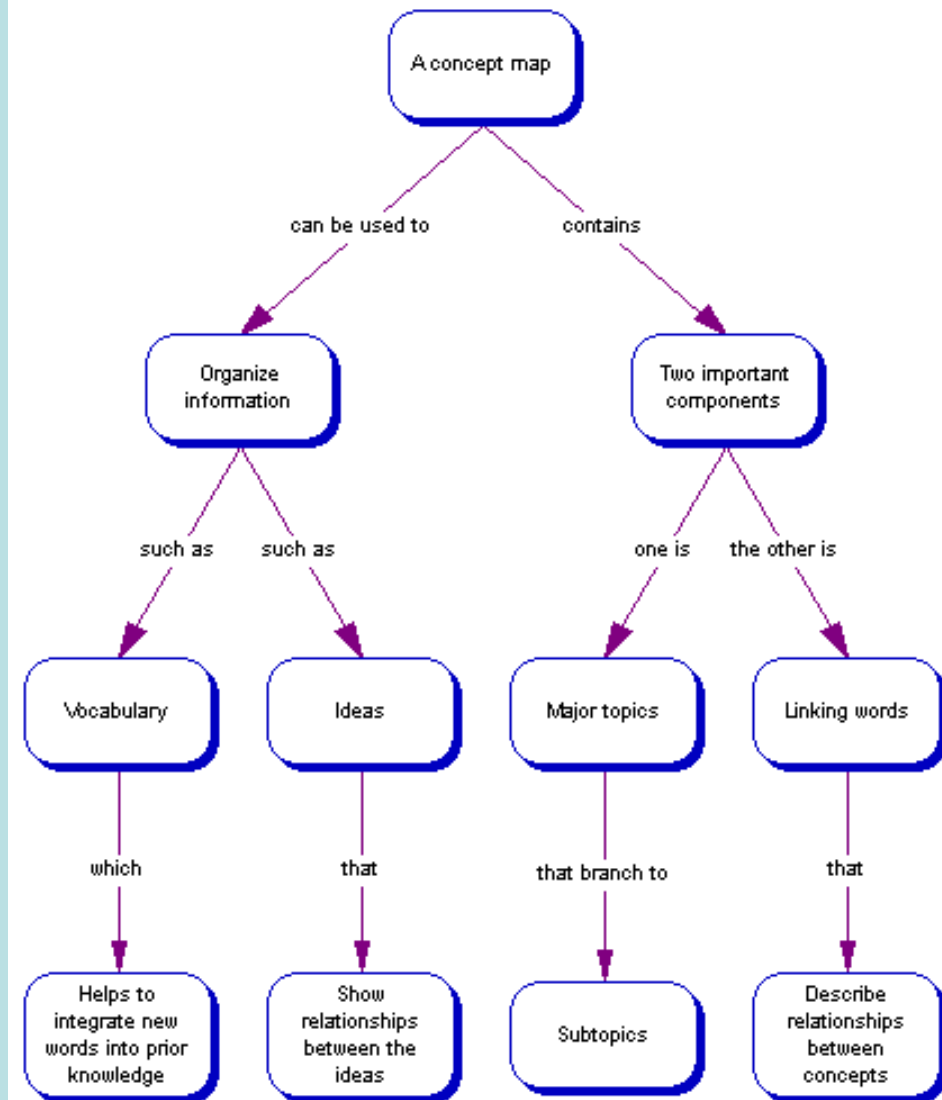 A concept map
can be used to
contains
Organize
information
Two important
components
such as
such as
one is
the other is
Vocabulary
Ideas
Major topics
Linking words
which
that
that branch to
that
Helps to
integrate new
words into prior
knowledge
Show
relationships
between the
ideas
Subtopics
Describe
relationships
between
concepts